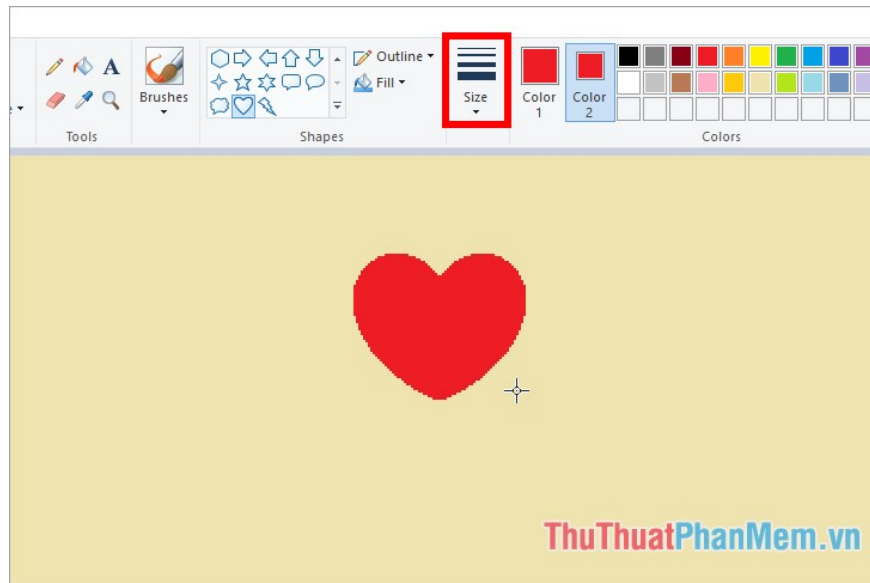 Outline
Fill
A
Brushes
Size
Color
1
Color
2
Tools
Shapes
Colors
ThuThuatPhanMem.vn